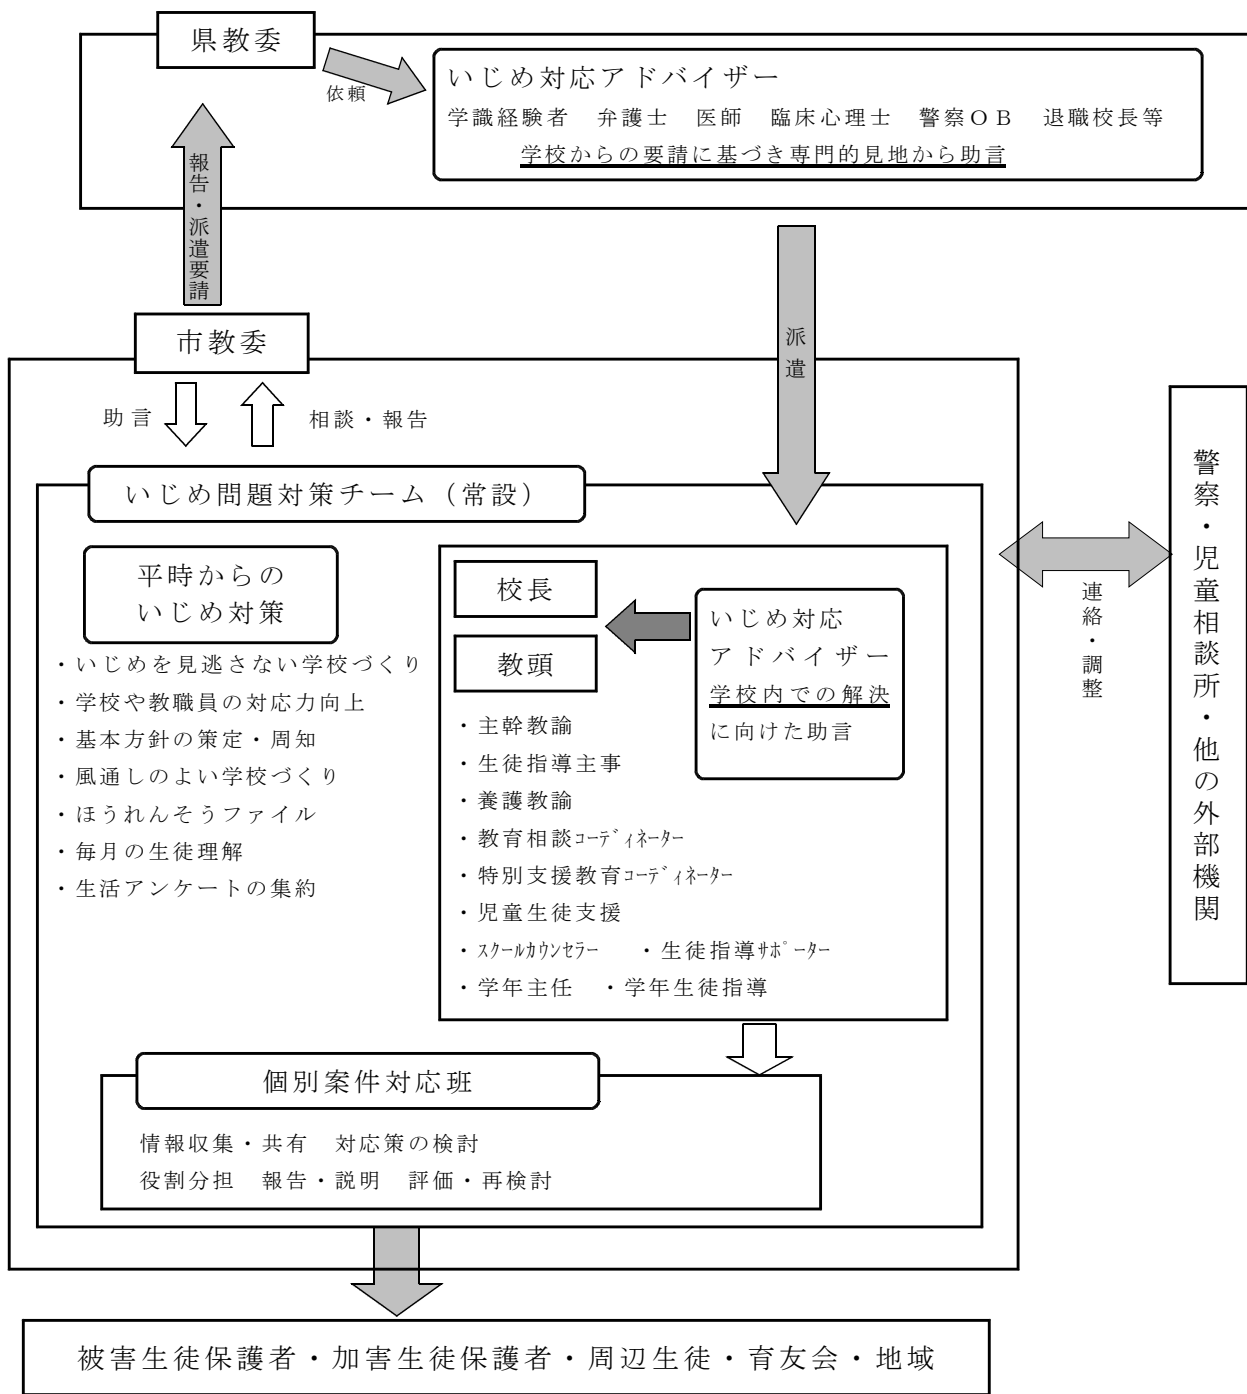 県教委
依頼
いじめ対応アドバイザー
学識経験者　弁護士　医師　臨床心理士　警察ＯＢ　退職校長等
学校からの要請に基づき専門的見地から助言
報告・派遣要請
派遣
市教委
助言
相談・報告
いじめ問題対策チーム（常設）
平時からの
いじめ対策
・いじめを見逃さない学校づくり
・学校や教職員の対応力向上
・基本方針の策定・周知
・風通しのよい学校づくり
・ほうれんそうファイル
・毎月の生徒理解
・生活アンケートの集約
校長
教頭
いじめ対応
アドバイザー
学校内での解決
に向けた助言
・主幹教諭
・生徒指導主事
・養護教諭
・教育相談ｺｰﾃﾞｨﾈｰﾀｰ
・特別支援教育ｺｰﾃﾞｨﾈｰﾀｰ
・児童生徒支援
・ｽｸｰﾙｶｳﾝｾﾗｰ　・生徒指導ｻﾎﾟｰﾀｰ
・学年主任　・学年生徒指導
連絡・調整
警察・児童相談所・他の外部機関
個別案件対応班
情報収集・共有　対応策の検討
役割分担　報告・説明　評価・再検討
被害生徒保護者・加害生徒保護者・周辺生徒・育友会・地域